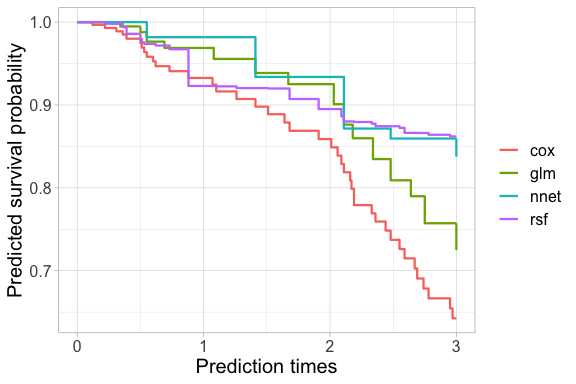 Predicted survival probability
1.0
0.9
0.8
0.7
0
1
2
3
Prediction times
cox
glm
nnet
rsf